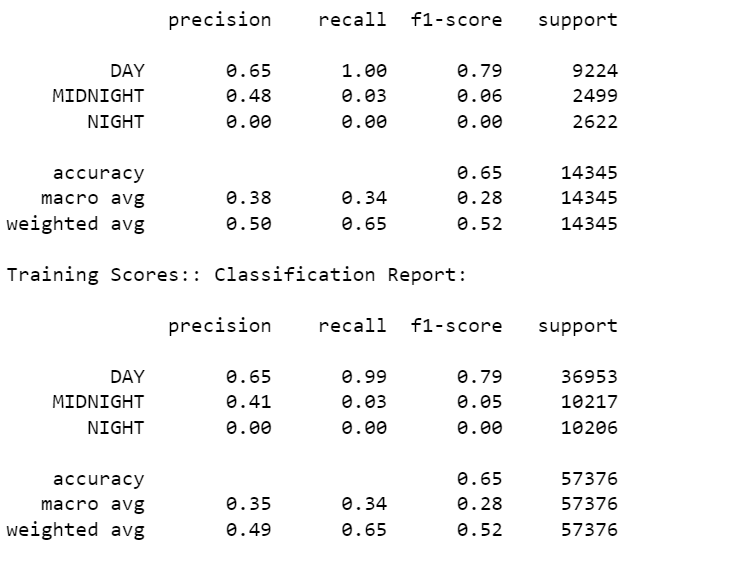 precision recall f1-score support
DAY 0.65 1.00 0.79 9224
MIDNIGHT 0.48 0.03 0.06 2499
NIGHT 0.00 0.00 0.00 2622
accuracy 0.65 14345
macro avg 0.38 0.34 0.28 14345
weighted avg 0.50 0.65 0.52 14345
Training Scores:: Classification Report:
precision recall f1-score support
DAY 0.65 0.99 0.79 36953
MIDNIGHT 0.41 0.03 0.05 10217
NIGHT 0.00 0.00 0.00 10206
accuracy 0.65 57376
macro avg 0.35 0.34 0.28 57376
weighted avg 0.49 0.65 0.52 57376